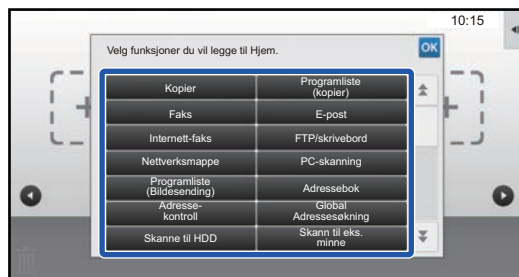 10:15
Velg funksjoner du vil legge til Hjem.
OK
Kopier
Programliste
(kopier)
Faks
E-post
Internett-faks
FTP/skrivebord
Nettverksmappe
PC-skanning
Programliste
(Bildesending)
Adressebok
Adresse-
kontroll
Global
Adressesøkning
Skanne til HDD
Skann til eks.
minne